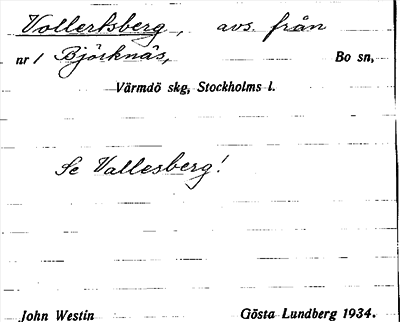 Vollertsberg, avs. från
nr 1 Björknäs, Bo sn,
Värmdö skg, Stockholms l.
Se Vallesberg!
John Westin Gösta Lundberg 1934.